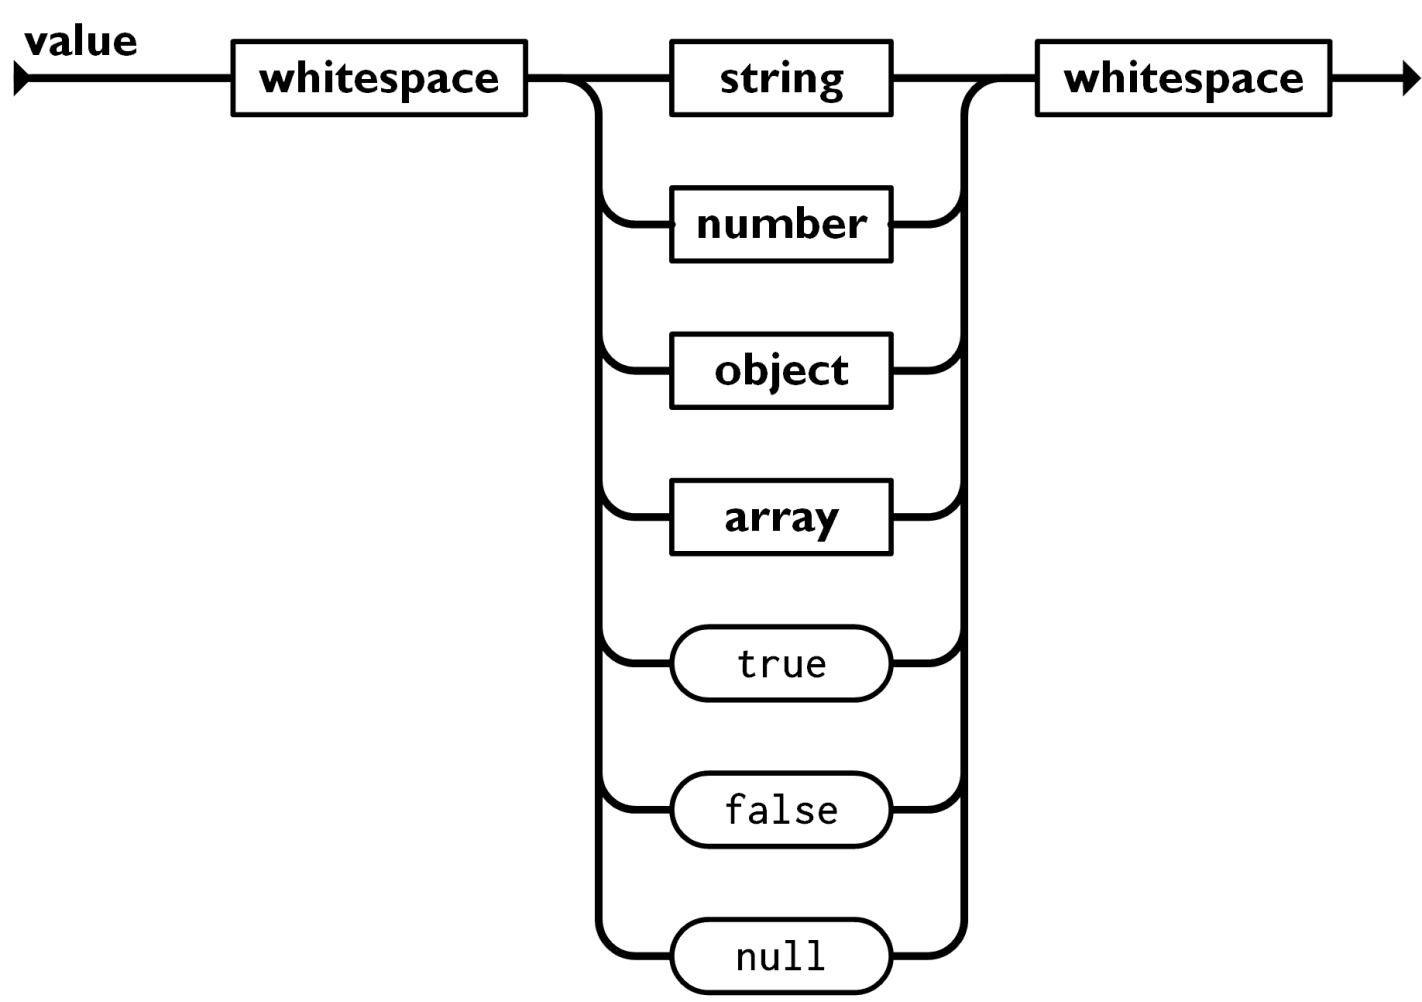 value
whitespace string whitespace
number
object
array
true
false
null